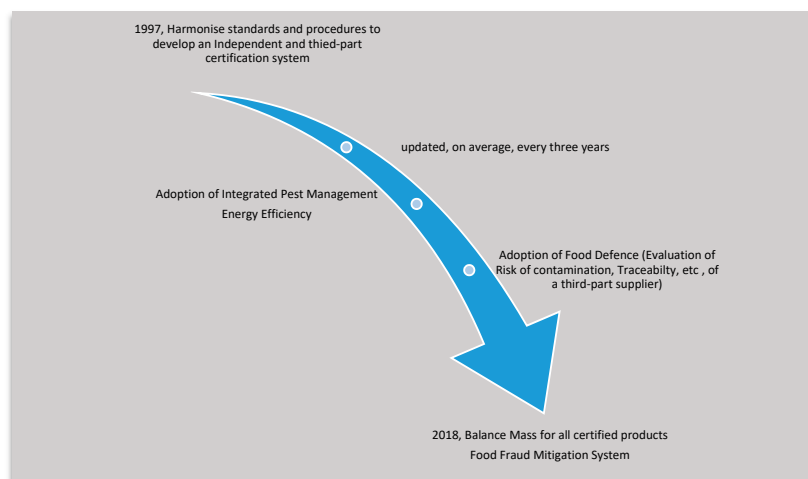 1997, Harmonise standards and procedures to
develop an Independent and thied-part
certification system
updated, on average, every three years
Adoption of Integrated Pest Management
Energy Efficiency
Adoption of Food Defence (Evaluation of
Risk of contamination, Traceabilty, etc , of
a third-part supplier)
2018, Balance Mass for all certified products
Food Fraud Mitigation System